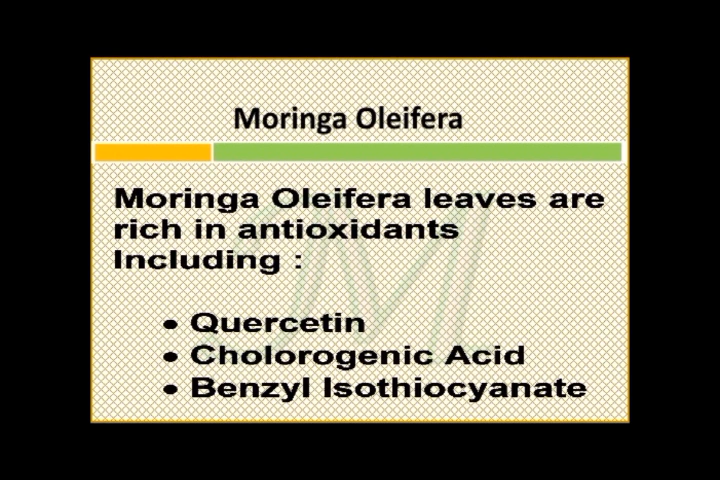 Moringa Oleifera
Moringa Oleifera leaves are
rich in antioxidants
Including :
• Quercetin
• Cholorogenic Acid
• Benzyl Isothiocyanate